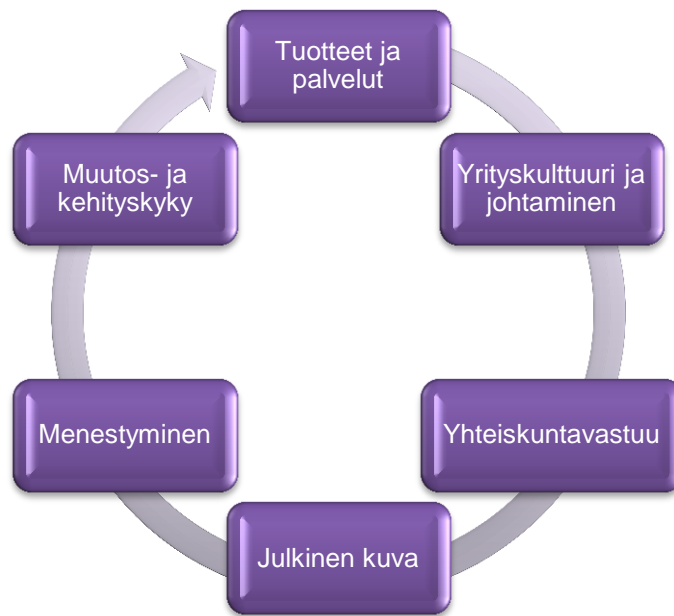 Tuotteet ja
palvelut
Yrityskulttuuri ja
johtaminen
Yhteiskuntavastuu
Julkinen kuva
Menestyminen
Muutos- ja
kehityskyky